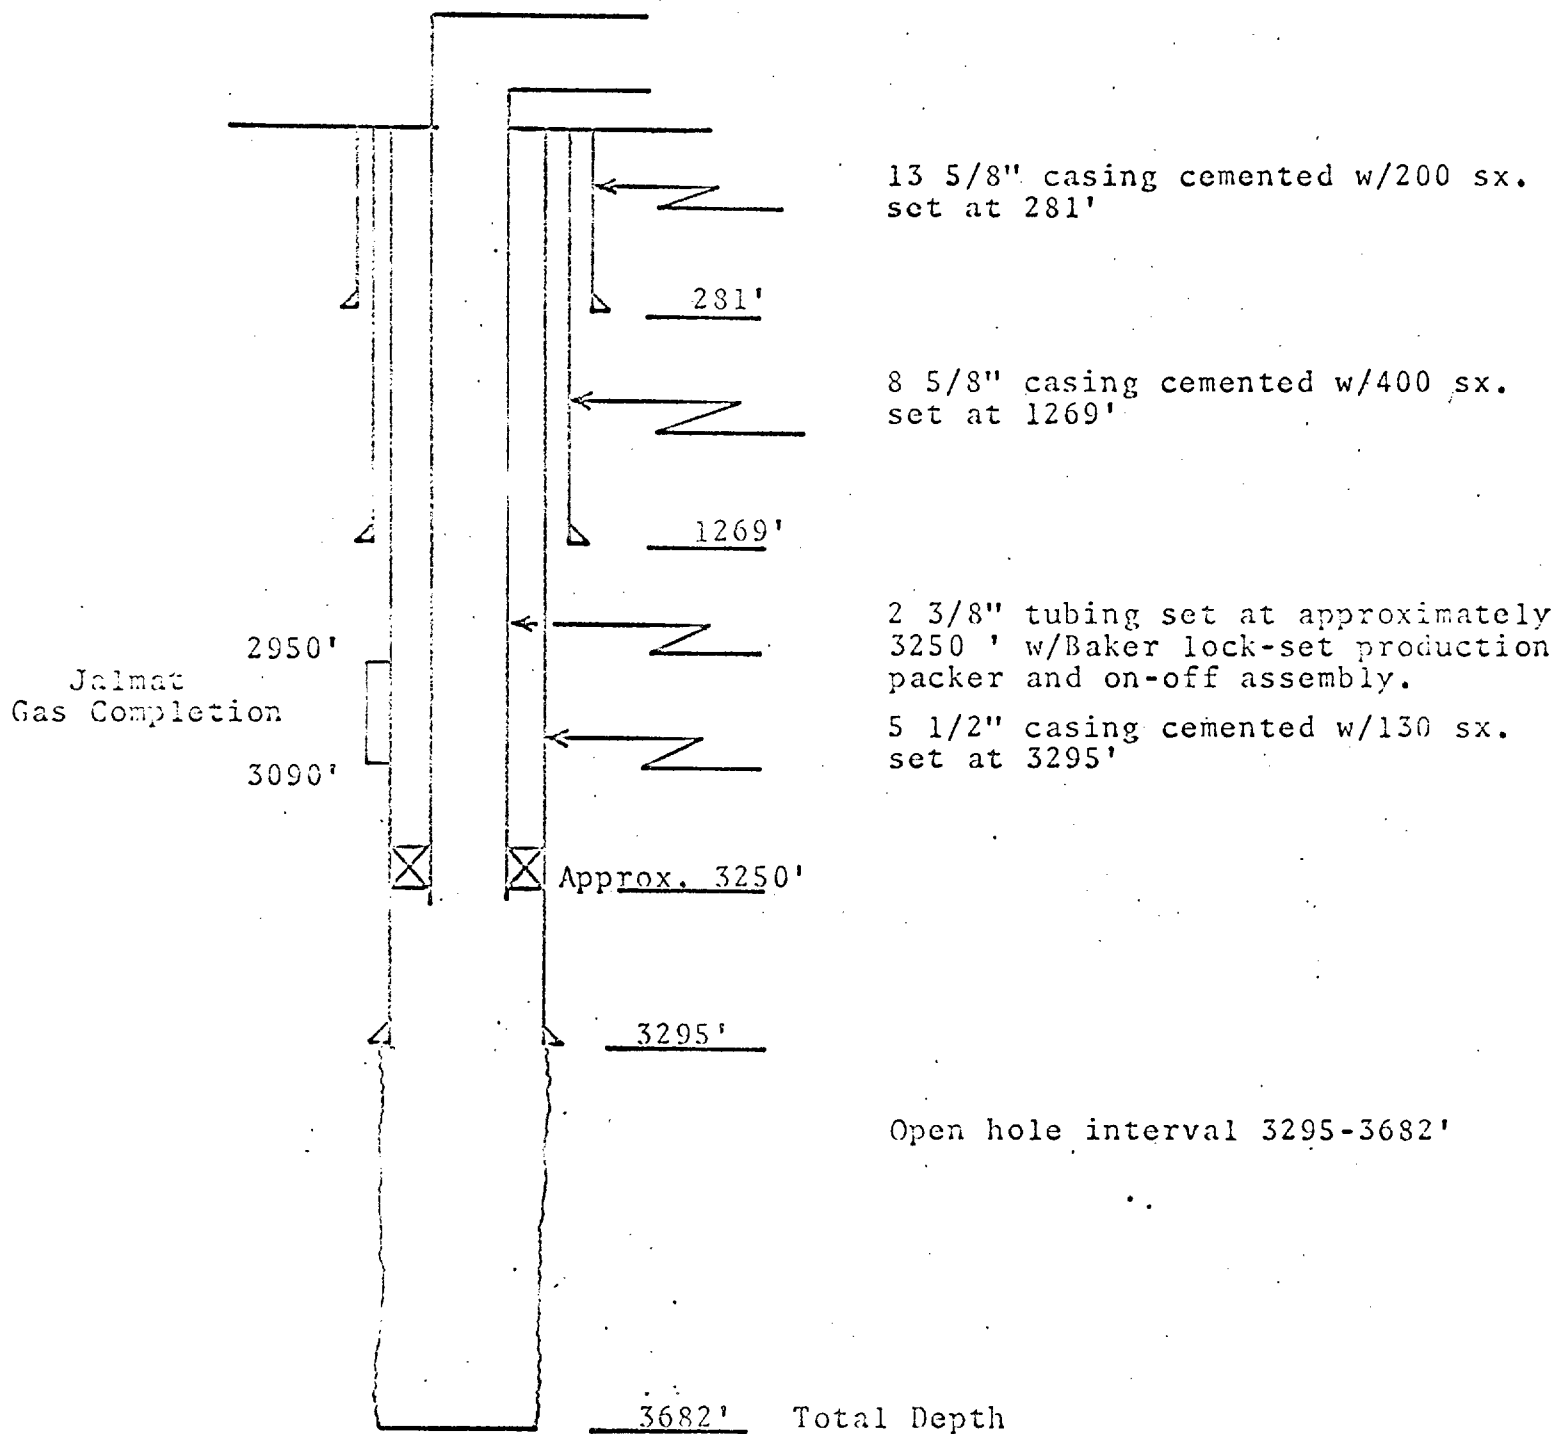 13 5/8" casing cemented w/200 sx.
set at 281'
281'
8 5/8" casing cemented w/400 sx.
set at 1269'
1269'
2 3/8" tubing set at approximately
3250 ' w/Baker lock-set production
packer and on-off assembly.
2950'
Jalmat
Gas Completion
3090'
5 1/2" casing cemented w/130 sx.
set at 3295'
Approx. 3250'
3295'
Open hole interval 3295-3682'
3682' Total Depth